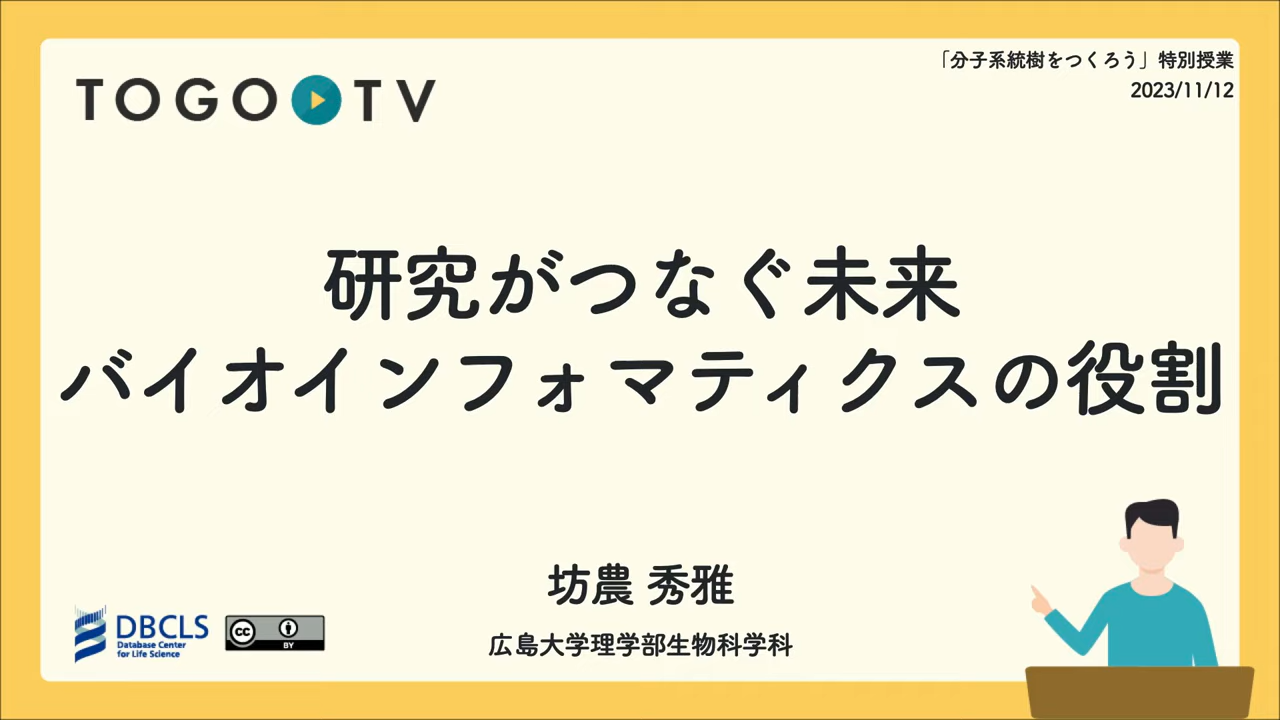 TOGO TV
「分子系統樹をつくろう」特別授業
2023/11/12
研究がつなぐ未来
バイオインフォマティクスの役割
坊農 秀雅
広島大学理学部生物科学科
DBCLS
Database Center
for Life Science
cc
BY